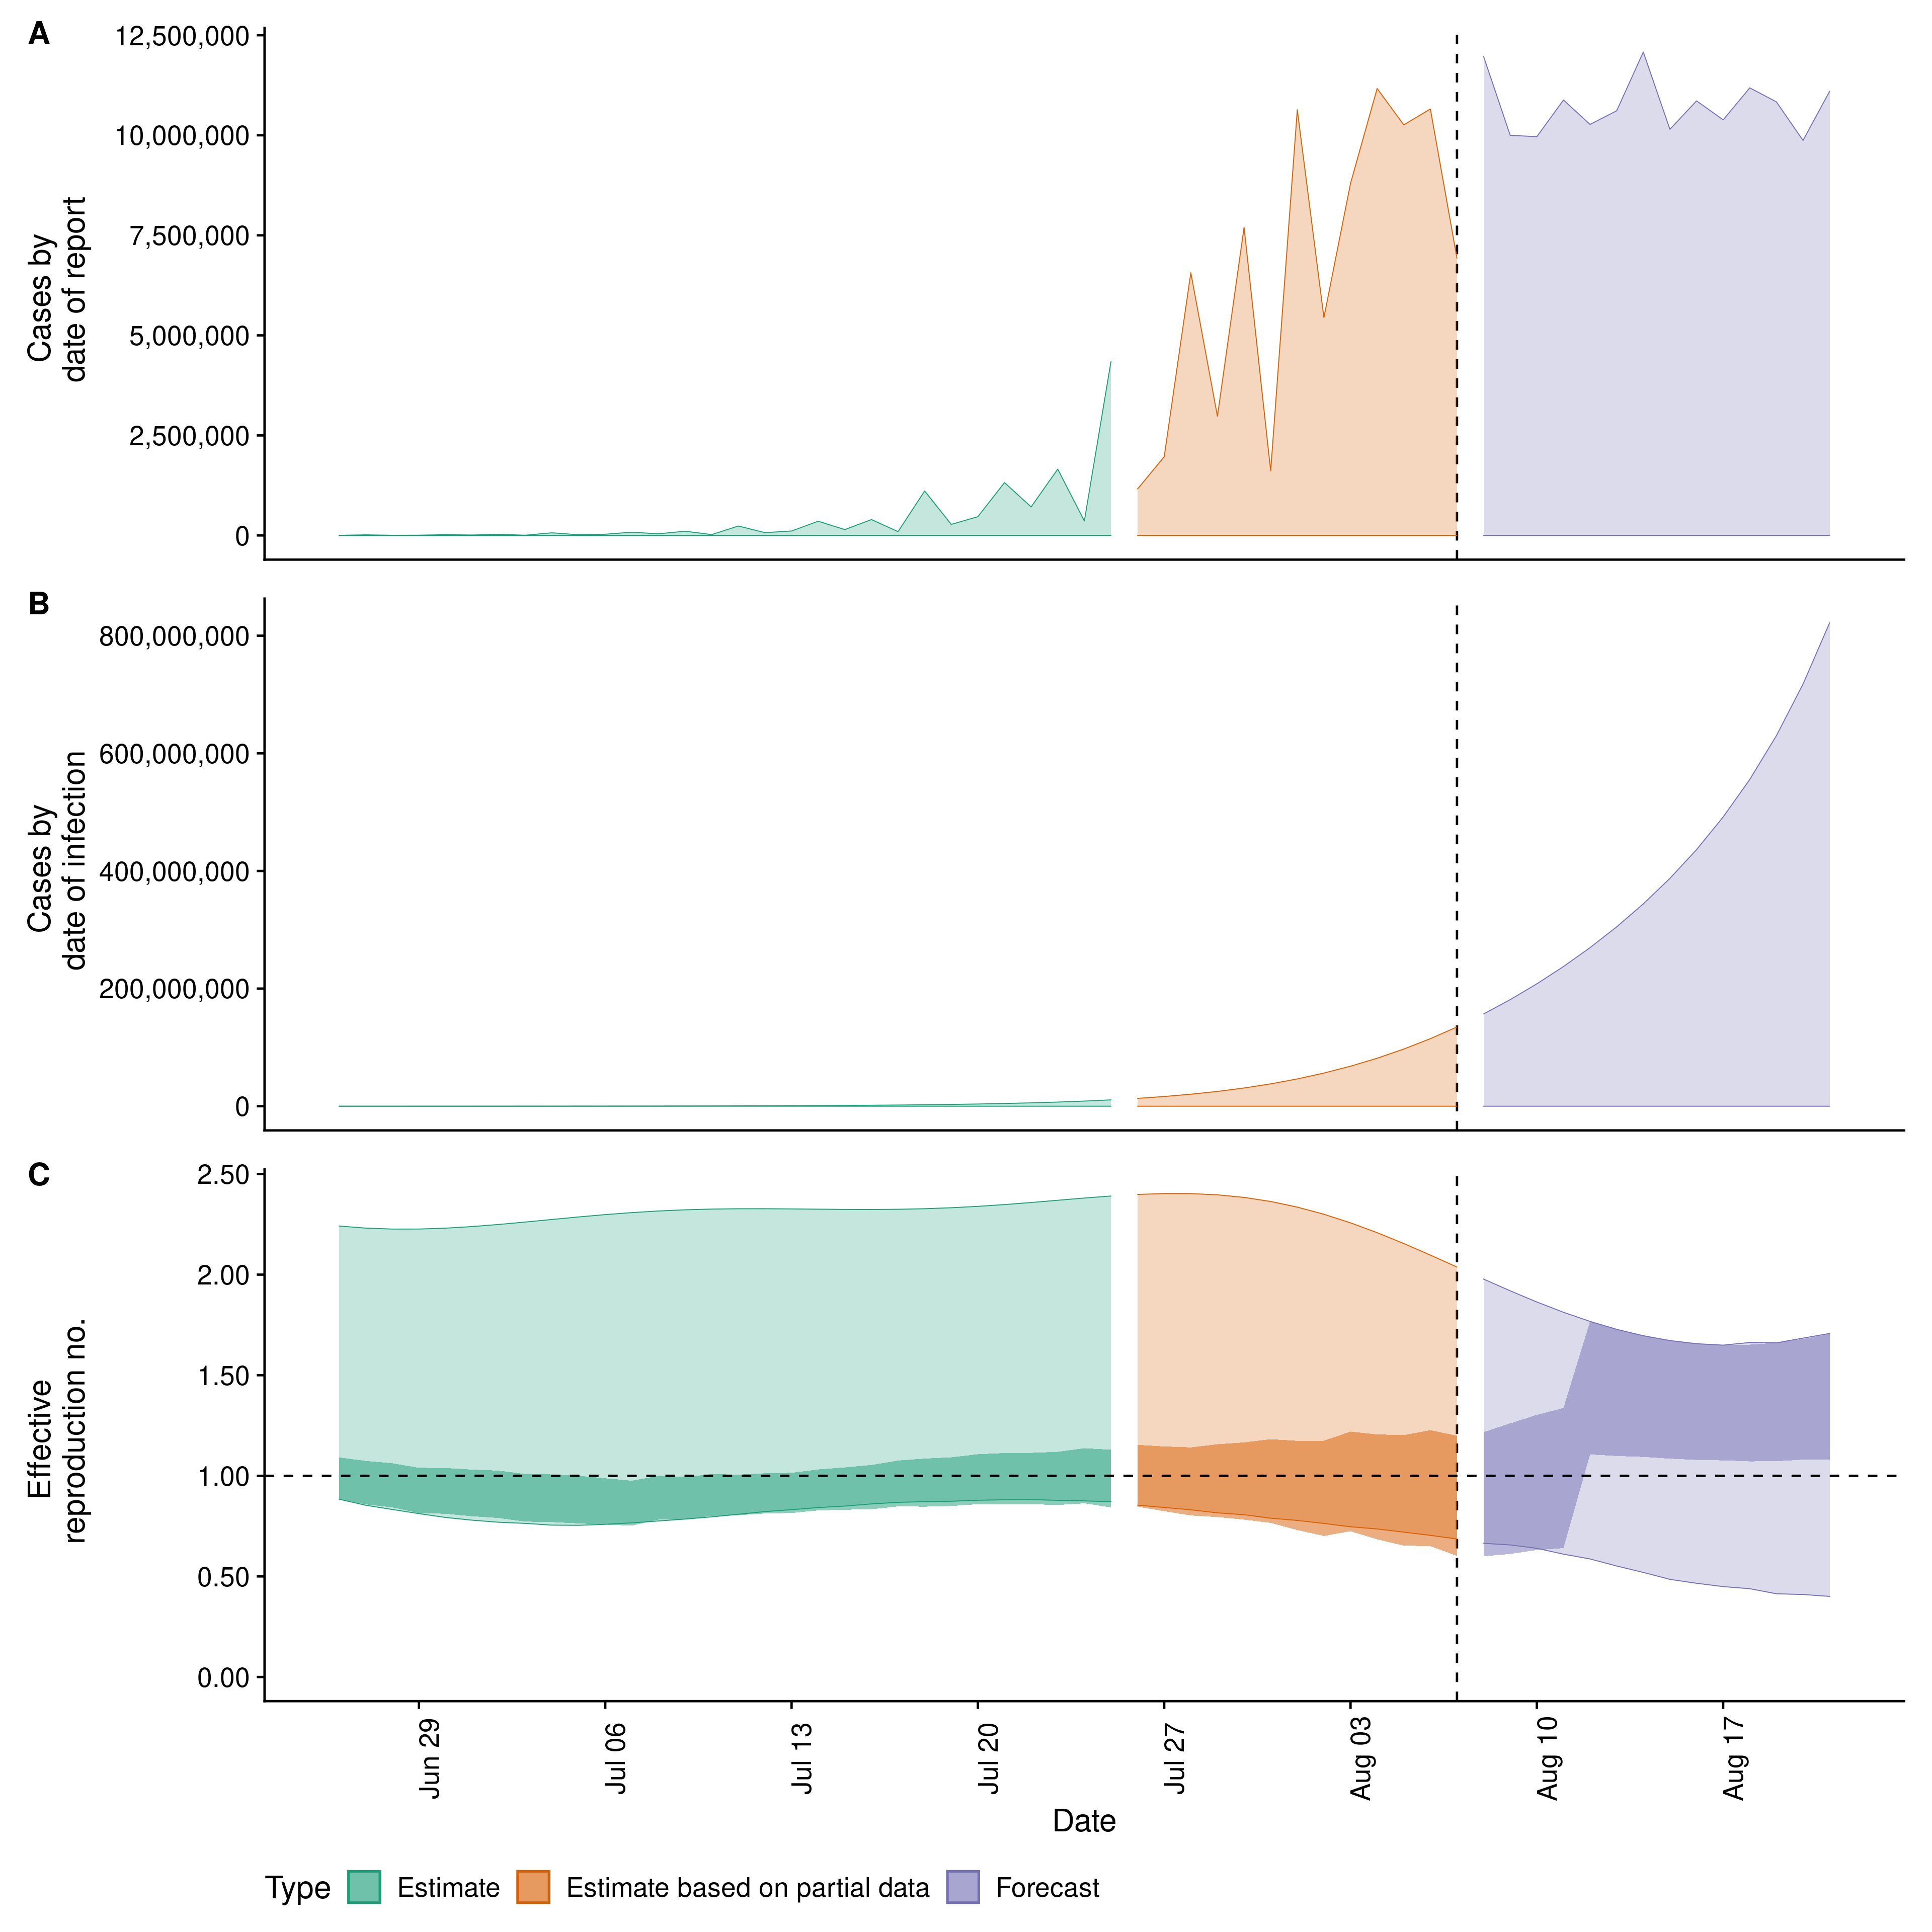 A
12,500,000
10,000,000
7,500,000
5,000,000
2,500,000
0
Cases by
date of report
B
800,000,000
600,000,000
400,000,000
200,000,000
0
Cases by
date of infection
C
2.50
2.00
1.50
1.00
0.50
0.00
Effective
reproduction no.
Jun 29
Jul 06
Jul 13
Jul 20
Jul 27
Aug 03
Aug 10
Aug 17
Date
Type Estimate Estimate based on partial data Forecast